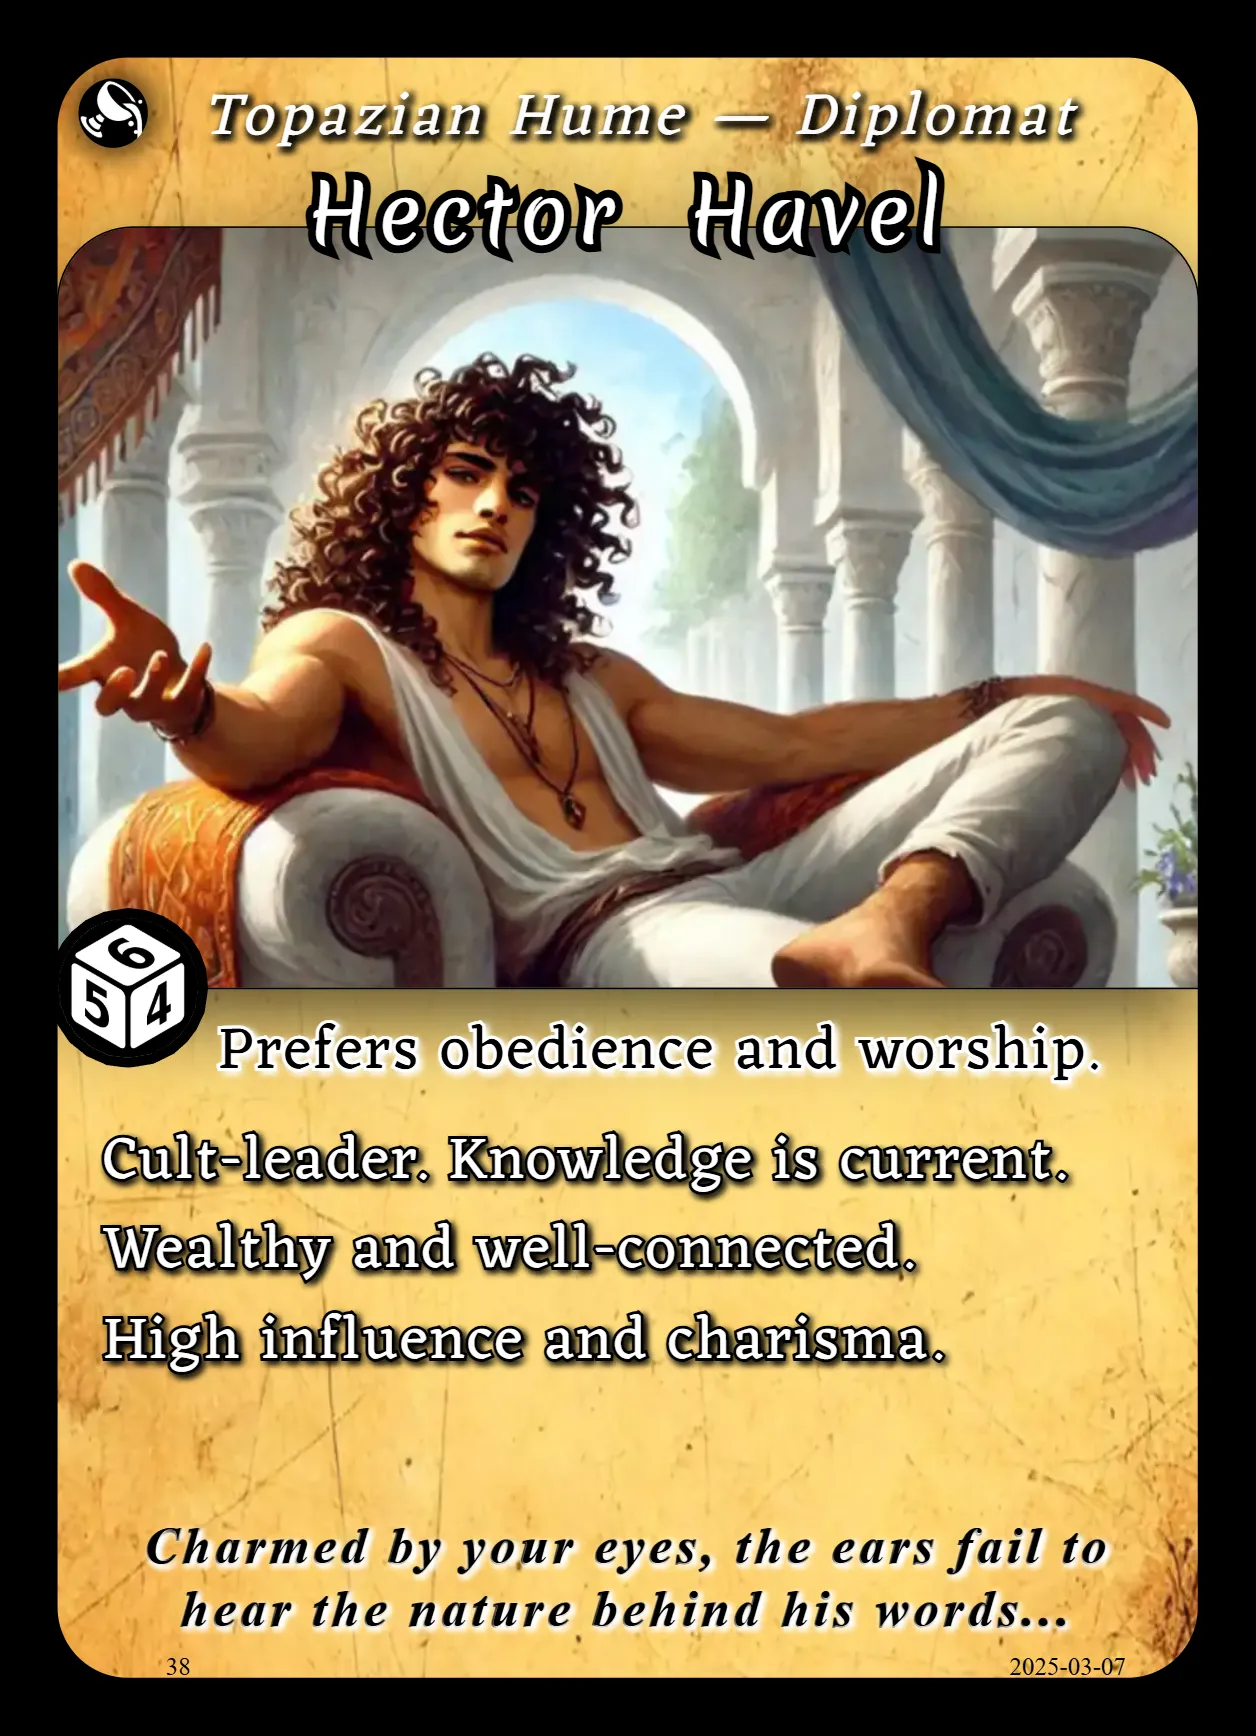 Topazian Hume — Diplomat
Hector Havel
6
5 4
Prefers obedience and worship.
Cult-leader. Knowledge is current.
Wealthy and well-connected.
High influence and charisma.
Charmed by your eyes, the ears fail to
hear the nature behind his words...
38
2025-03-07